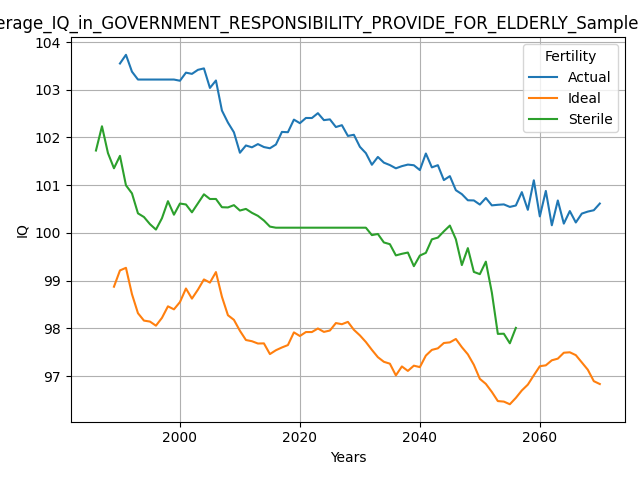 erage_IQ_in_GOVERNMENT_RESPONSIBILITY_PROVIDE_FOR_ELDERLY_Sample
104
103
102
101
100
99
98
97
IQ
2000
2020
2040
2060
Years
Fertility
Actual
Ideal
Sterile